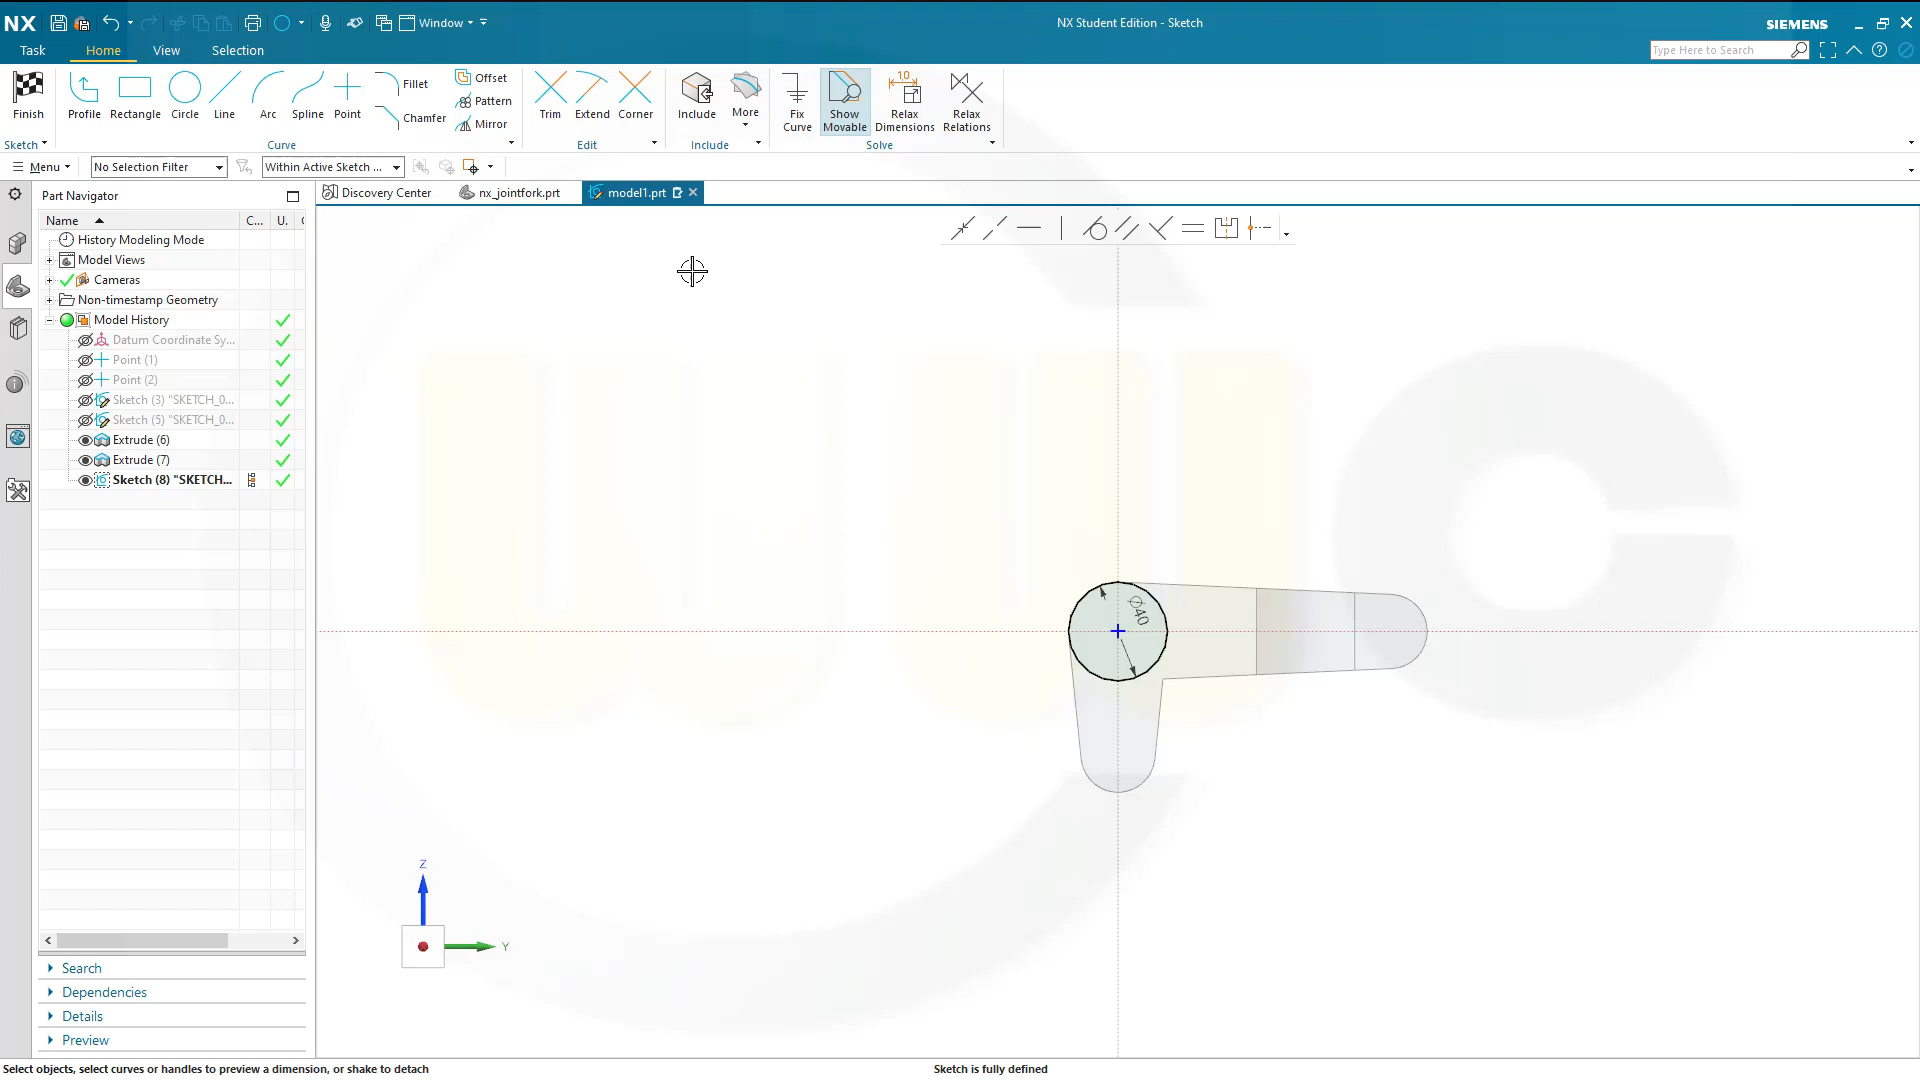 NX Window NX Student Edition - Sketch SIEMENS
Task Home View Selection Type Here to Search
Finish Profile Rectangle Circle Line Arc Spline Point Fillet Chamfer Offset Pattern Mirror Trim Extend Corner Include More Fix Curve Show Movable 1,0 Relax Dimensions Relax Relations
Sketch Curve Edit Include Solve
Menu No Selection Filter Within Active Sketch ...
Part Navigator Discovery Center nx_jointfork.prt model1.prt
Name C... U.
History Modeling Mode
Model Views
Cameras
Non-timestamp Geometry
Model History
Datum Coordinate Sy...
Point (1)
Point (2)
Sketch (3) "SKETCH_0...
Sketch (5) "SKETCH_0...
Extrude (6)
Extrude (7)
Sketch (8) "SKETCH...
Ø40
Z
Y
Search
Dependencies
Details
Preview
Select objects, select curves or handles to preview a dimension, or shake to detach Sketch is fully defined